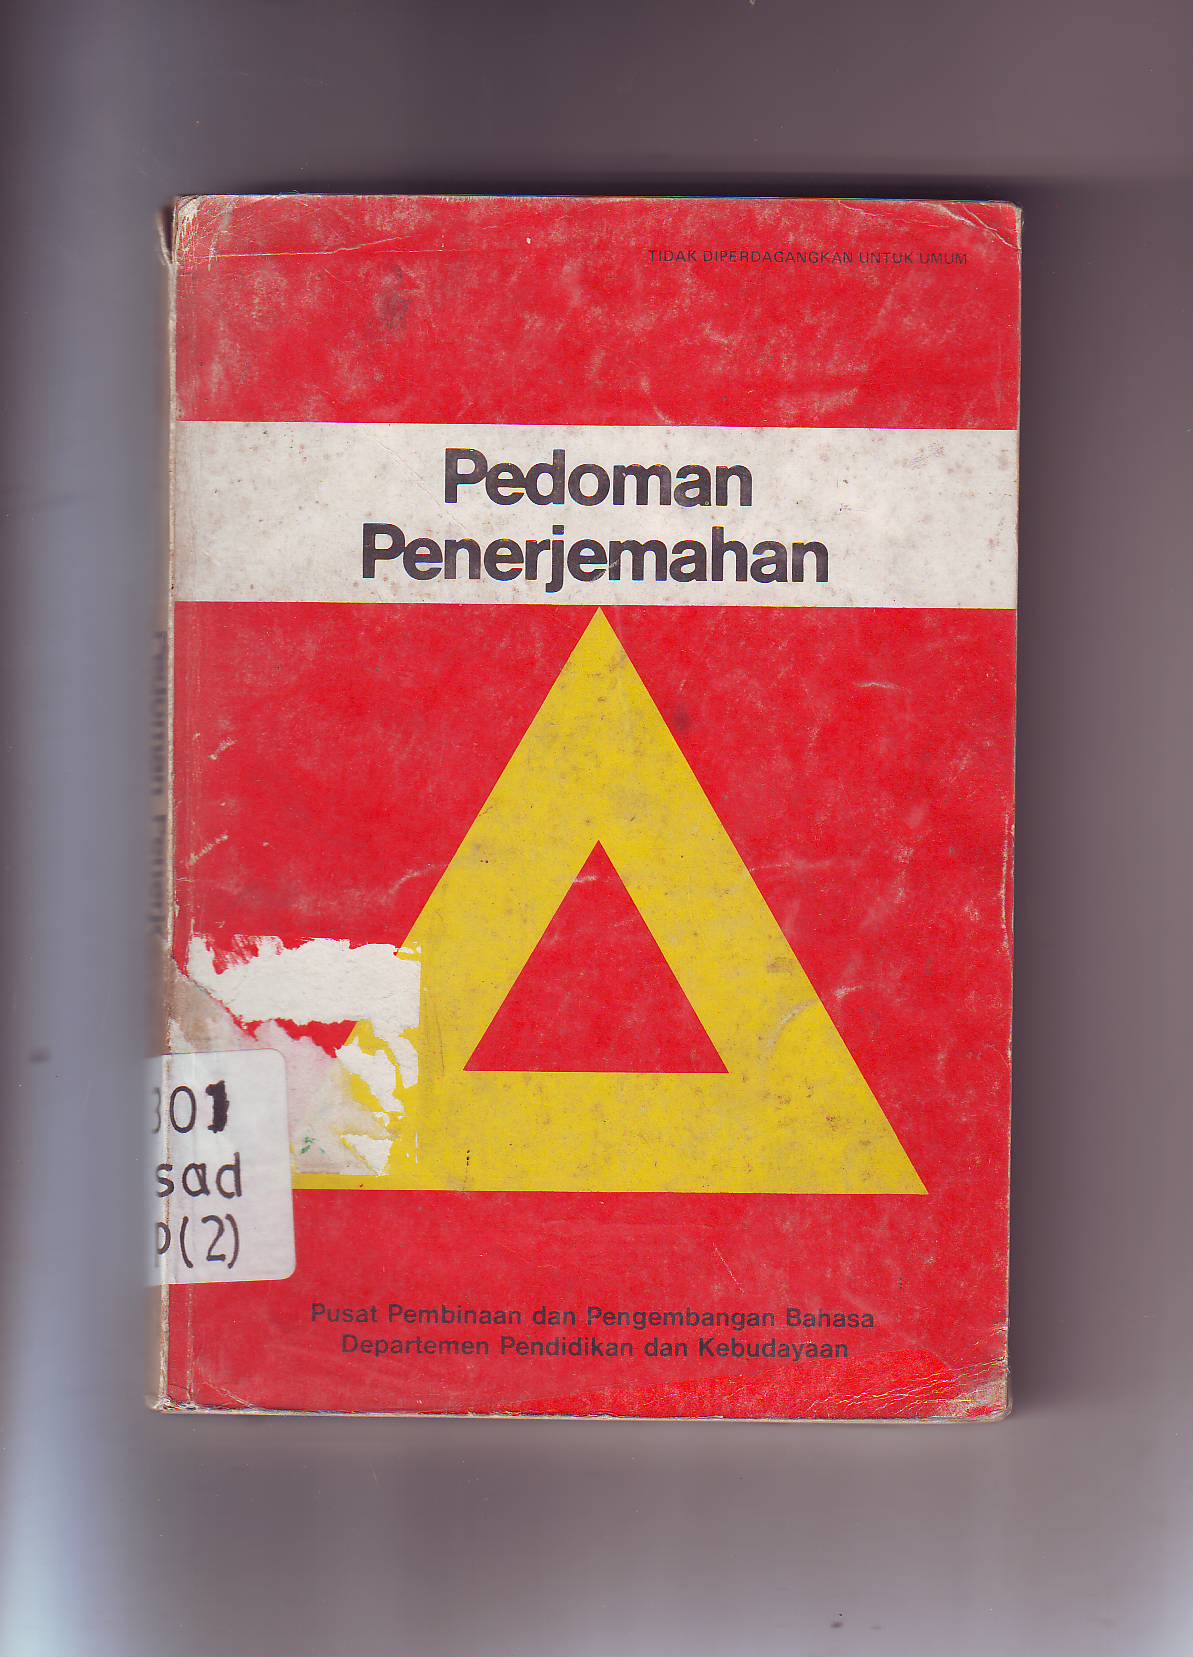 TIDAK DIPERDAGANGKAN UNTUK UMUM
Pedoman
Penerjemahan
301
sad
p(2)
Pusat Pembinaan dan Pengembangan Bahasa
Departemen Pendidikan dan Kebudayaan